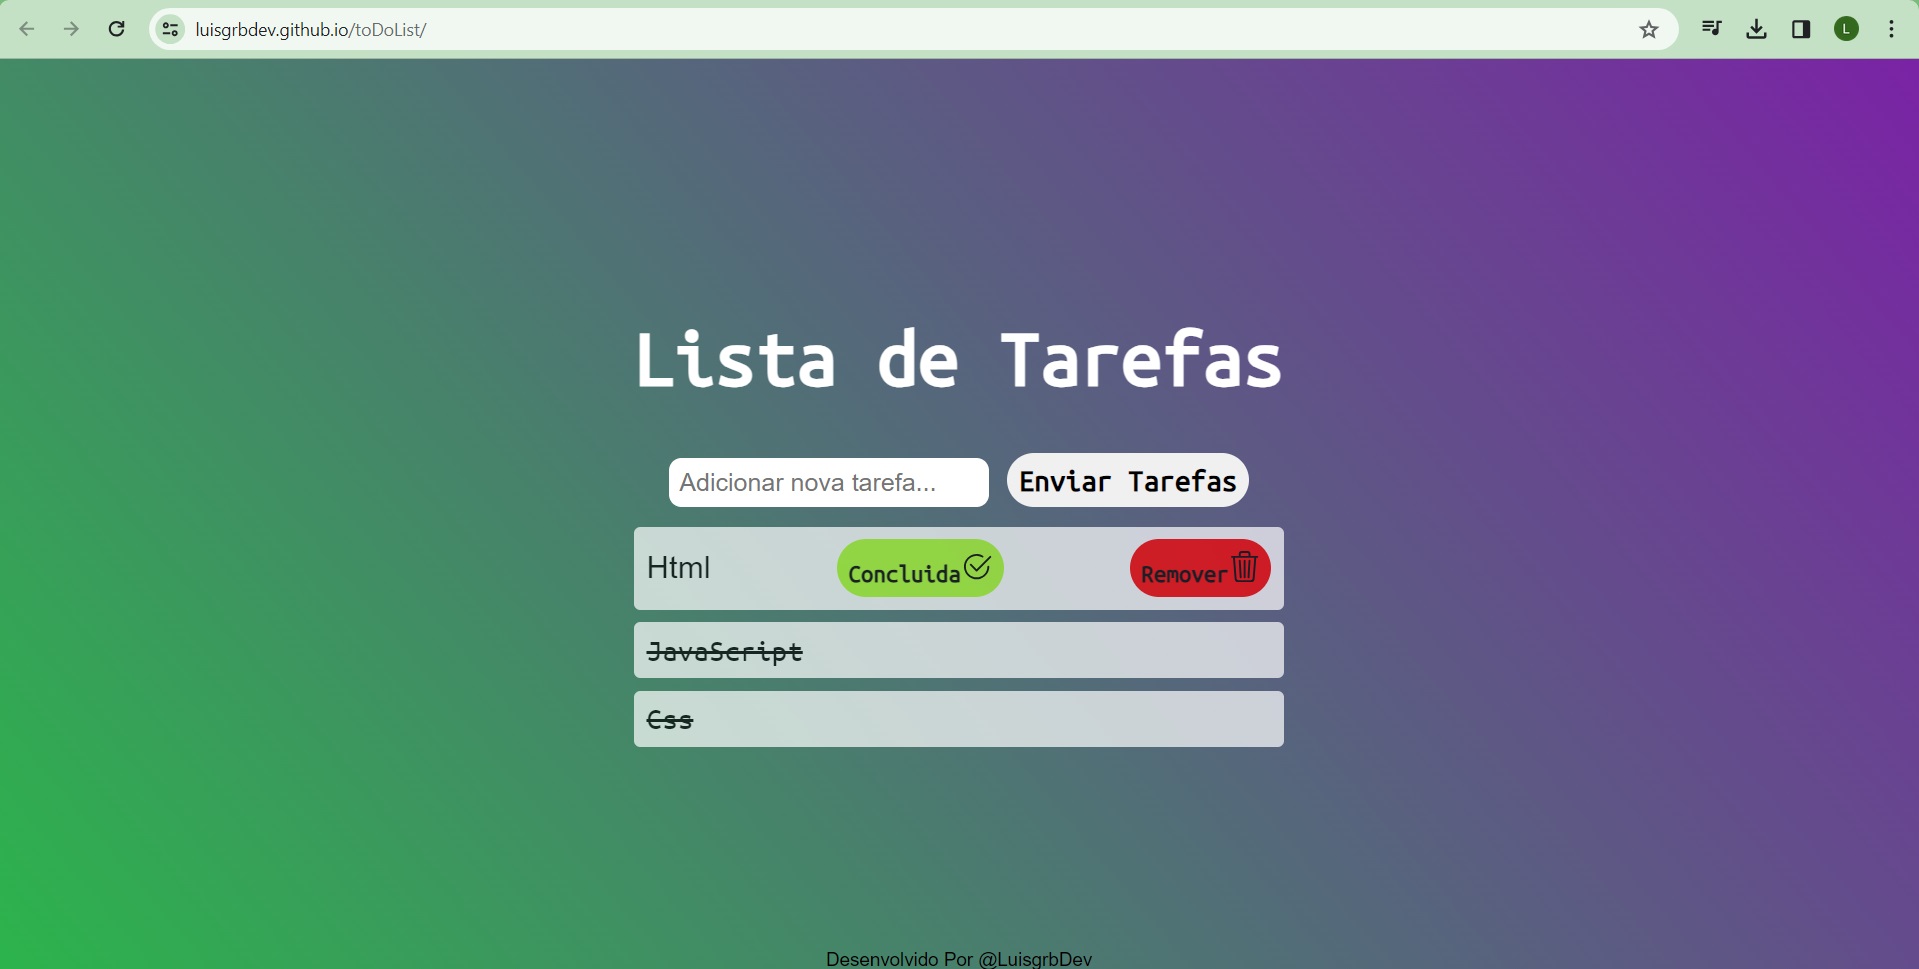 luisgrbdev.github.io/toDoList/
L
Lista de Tarefas
Adicionar nova tarefa... Enviar Tarefas
Html Concluida Remover
JavaScript
Css
Desenvolvido Por @LuisgrbDev